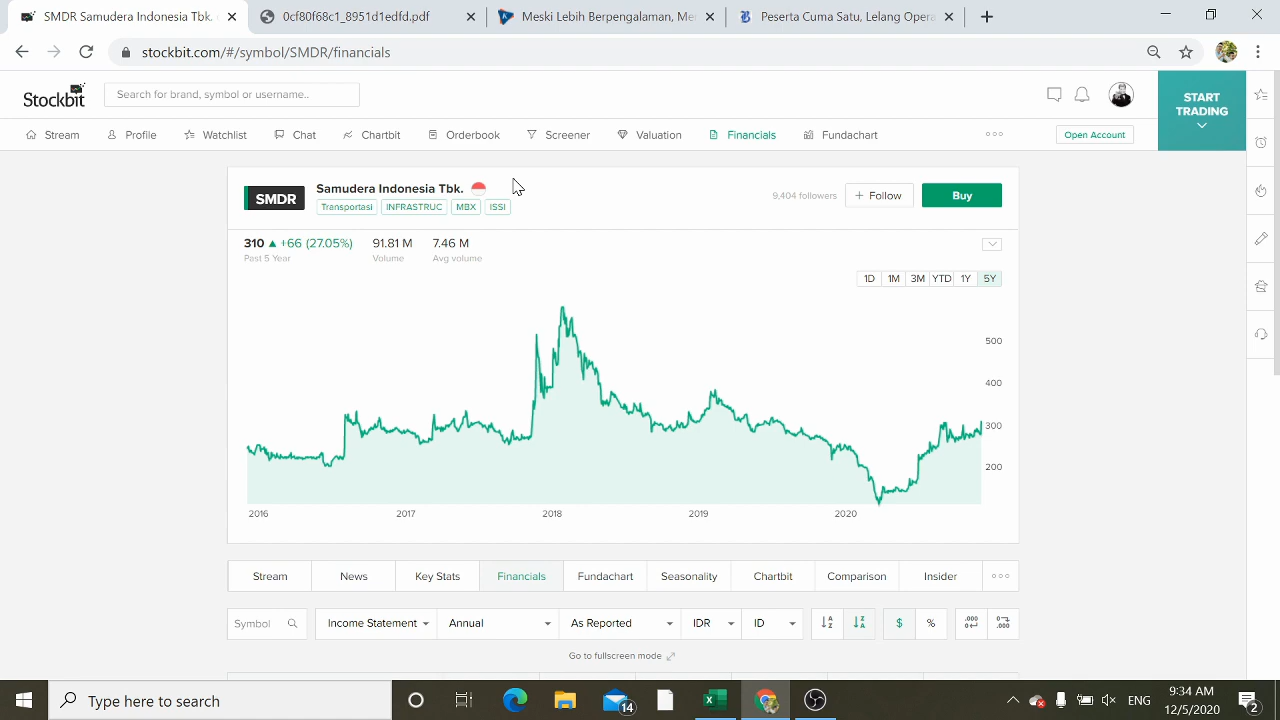 SMDR Samudera Indonesia Tbk.
0cf80f68c1_8951d1edfd.pdf
Meski Lebih Berpengalaman, Me
Peserta Cuma Satu, Lelang Opera
stockbit.com/#/symbol/SMDR/financials
Stockbit
Search for brand, symbol or username..
START
TRADING
Stream
Profile
Watchlist
Chat
Chartbit
Orderbook
Screener
Valuation
Financials
Fundachart
Open Account
SMDR
Samudera Indonesia Tbk.
Transportasi
INFRASTRUC
MBX
ISSI
9,404 followers
+ Follow
Buy
310 ▲ +66 (27.05%)
91.81 M
7.46 M
Past 5 Year
Volume
Avg volume
1D
1M
3M
YTD
1Y
5Y
500
400
300
200
2016
2017
2018
2019
2020
Stream
News
Key Stats
Financials
Fundachart
Seasonality
Chartbit
Comparison
Insider
Symbol
Income Statement
Annual
As Reported
IDR
ID
$
%
Go to fullscreen mode
Type here to search
14
ENG
9:34 AM
12/5/2020
2